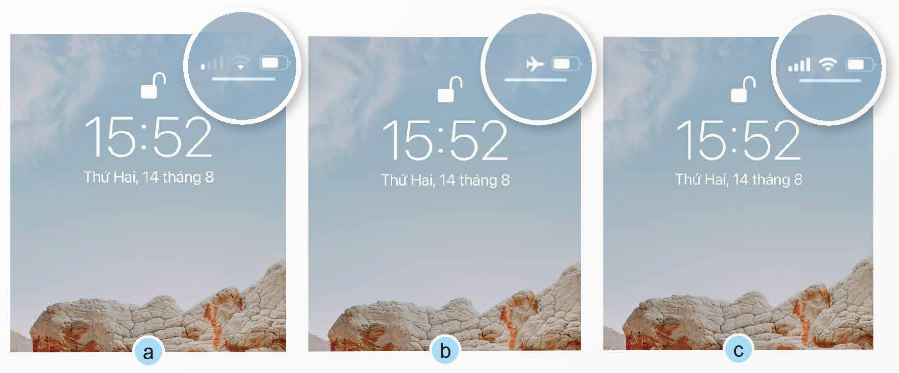 15:52
Thứ Hai, 14 tháng 8
a
15:52
Thứ Hai, 14 tháng 8
b
15:52
Thứ Hai, 14 tháng 8
c